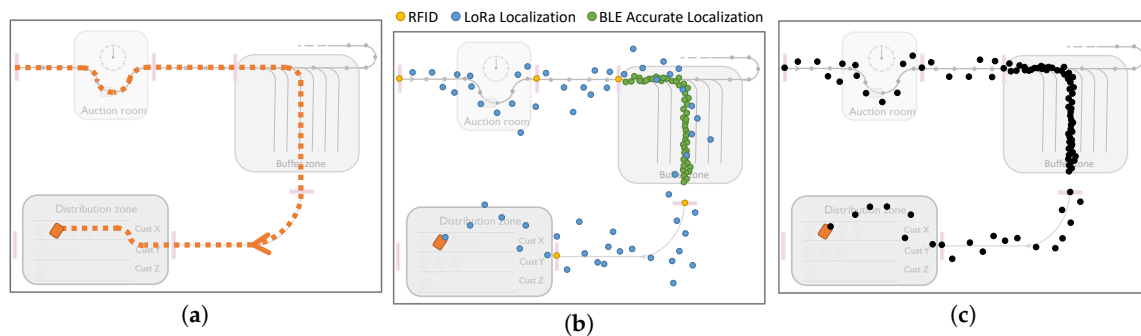 RFID LoRa Localization BLE Accurate Localization
Auction room
Buffer zone
Distribution zone
Cust X
Cust Y
Cust Z
(a)
Auction room
Buffer zone
Distribution zone
Cust X
Cust Y
Cust Z
(b)
Auction room
Buffer zone
Distribution zone
Cust X
Cust Y
Cust Z
(c)